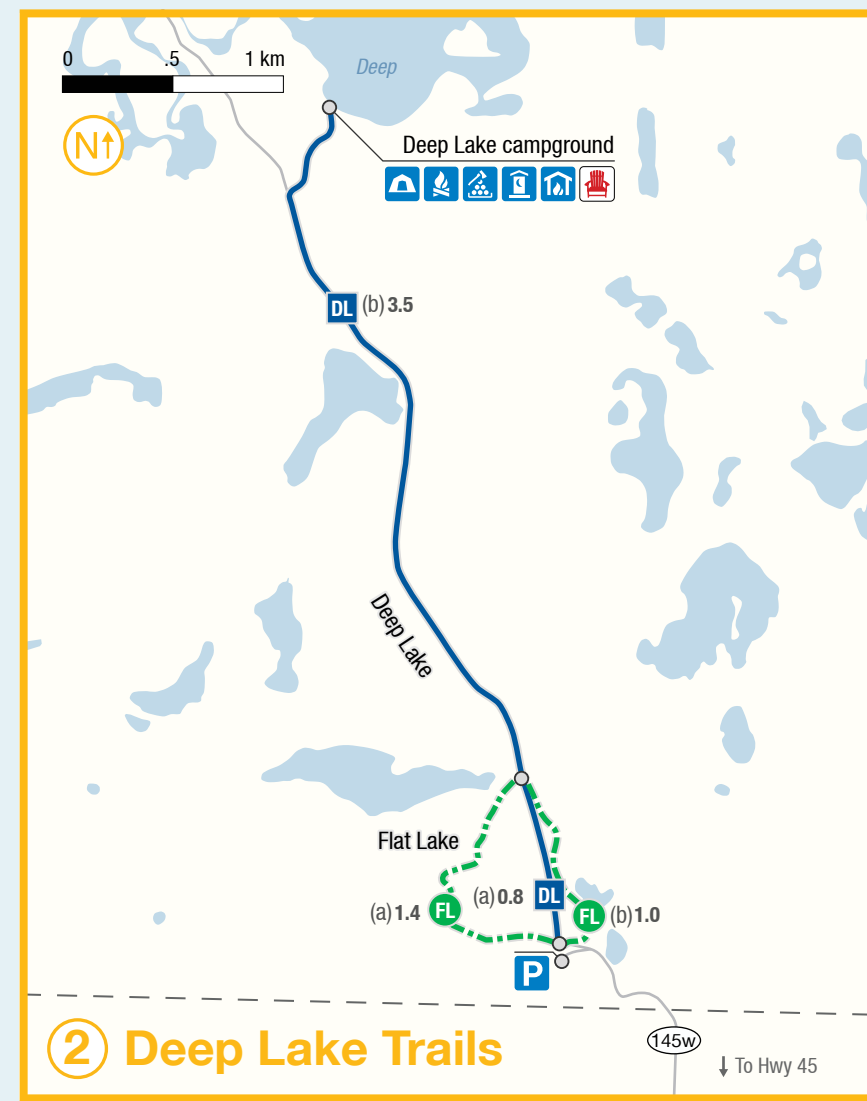 0 .5 1 km
Deep
N↑
Deep Lake campground
DL (b) 3.5
Deep Lake
Flat Lake
(a) 1.4 FL
(a) 0.8 DL
FL (b) 1.0
P
2 Deep Lake Trails
145w
↓ To Hwy 45